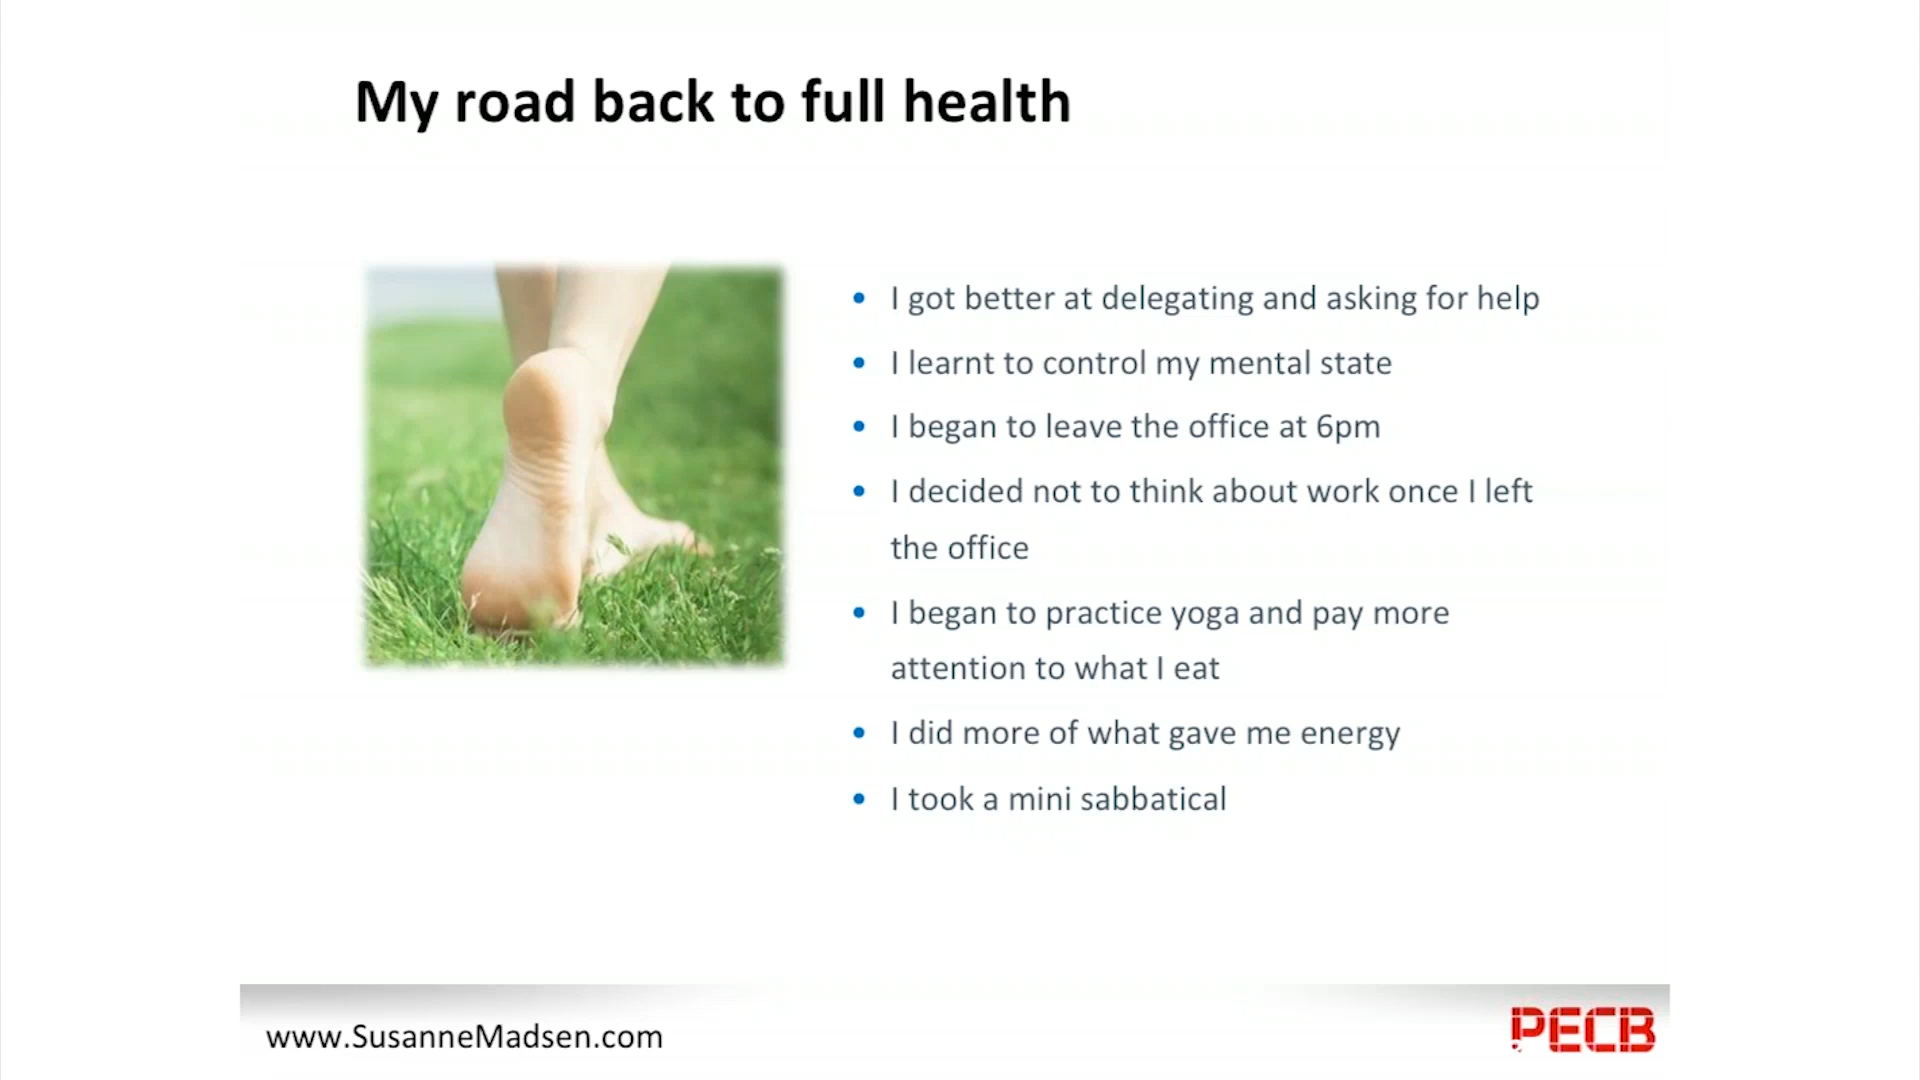 My road back to full health
• I got better at delegating and asking for help
• I learnt to control my mental state
• I began to leave the office at 6pm
• I decided not to think about work once I left
the office
• I began to practice yoga and pay more
attention to what I eat
• I did more of what gave me energy
• I took a mini sabbatical
www.SusanneMadsen.com
PECB